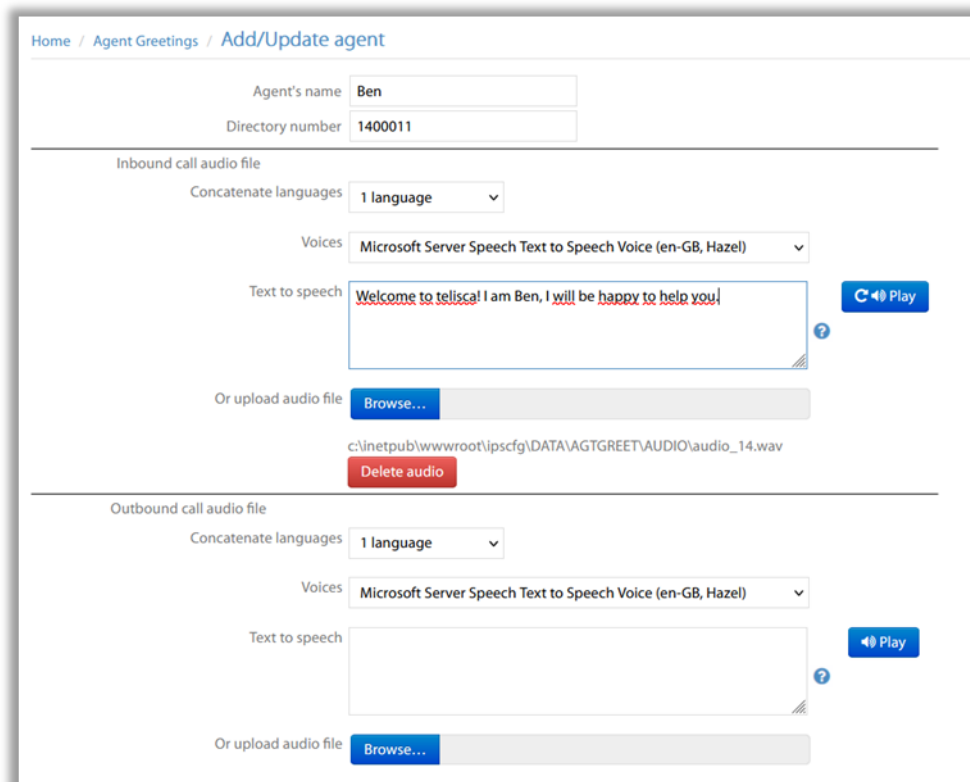 Home / Agent Greetings / Add/Update agent
Agent's name Ben
Directory number 1400011
Inbound call audio file
Concatenate languages 1 language
Voices Microsoft Server Speech Text to Speech Voice (en-GB, Hazel)
Text to speech Welcome to telisca! I am Ben, I will be happy to help you. Play
?
Or upload audio file Browse...
c:\inetpub\wwwroot\ipscfg\DATA\AGTGREET\AUDIO\audio_14.wav
Delete audio
Outbound call audio file
Concatenate languages 1 language
Voices Microsoft Server Speech Text to Speech Voice (en-GB, Hazel)
Text to speech Play
?
Or upload audio file Browse...